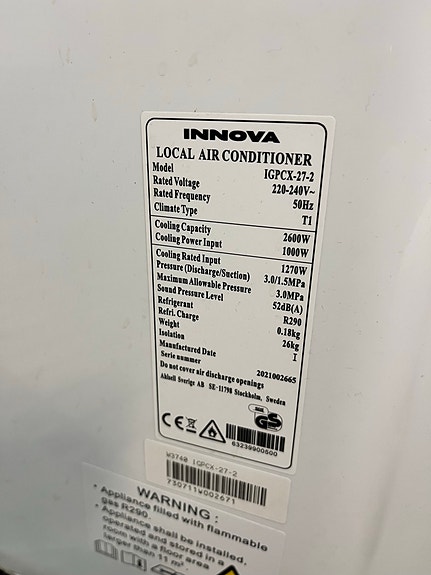 INNOVA
LOCAL AIR CONDITIONER
Model IGPCX-27-2
Rated Voltage 220-240V~
Rated Frequency 50Hz
Climate Type T1
Cooling Capacity 2600W
Cooling Power Input 1000W
Cooling Rated Input 1270W
Pressure (Discharge/Suction) 3.0/1.5MPa
Maximum Allowable Pressure 3.0MPa
Sound Pressure Level 52dB(A)
Refrigerant R290
Refri. Charge 0.18kg
Weight 26kg
Isolation I
Manufactured Date
Serie number 2021002665
Do not cover air discharge openings
Ahlsell Sverige AB SE-11798 Stockholm, Sweden
CE GS
63239900600
W3740 IGPCX-27-2
730711W002671
WARNING :
• Appliance filled with flammable
gas R290.
• Appliance shall be installed,
operated and stored in a
room with a floor area
larger than 11 m².